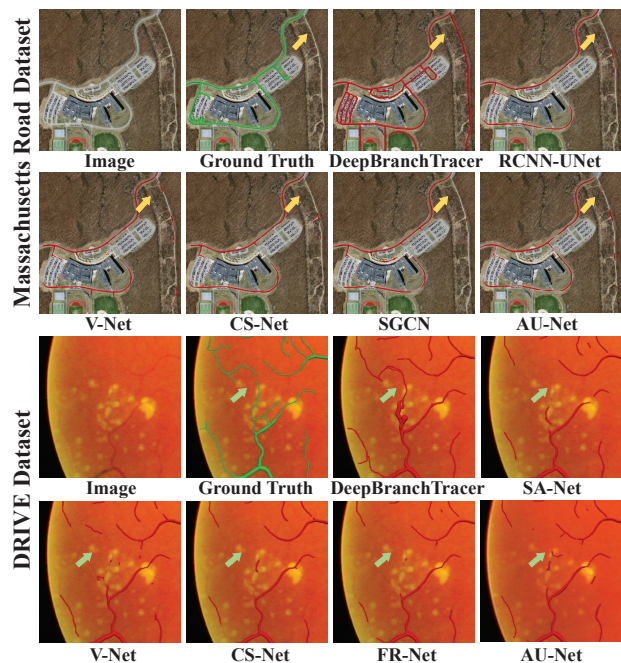 Massachusetts Road Dataset
Image
Ground Truth
DeepBranchTracer
RCNN-UNet
V-Net
CS-Net
SGCN
AU-Net
DRIVE Dataset
Image
Ground Truth
DeepBranchTracer
SA-Net
V-Net
CS-Net
FR-Net
AU-Net